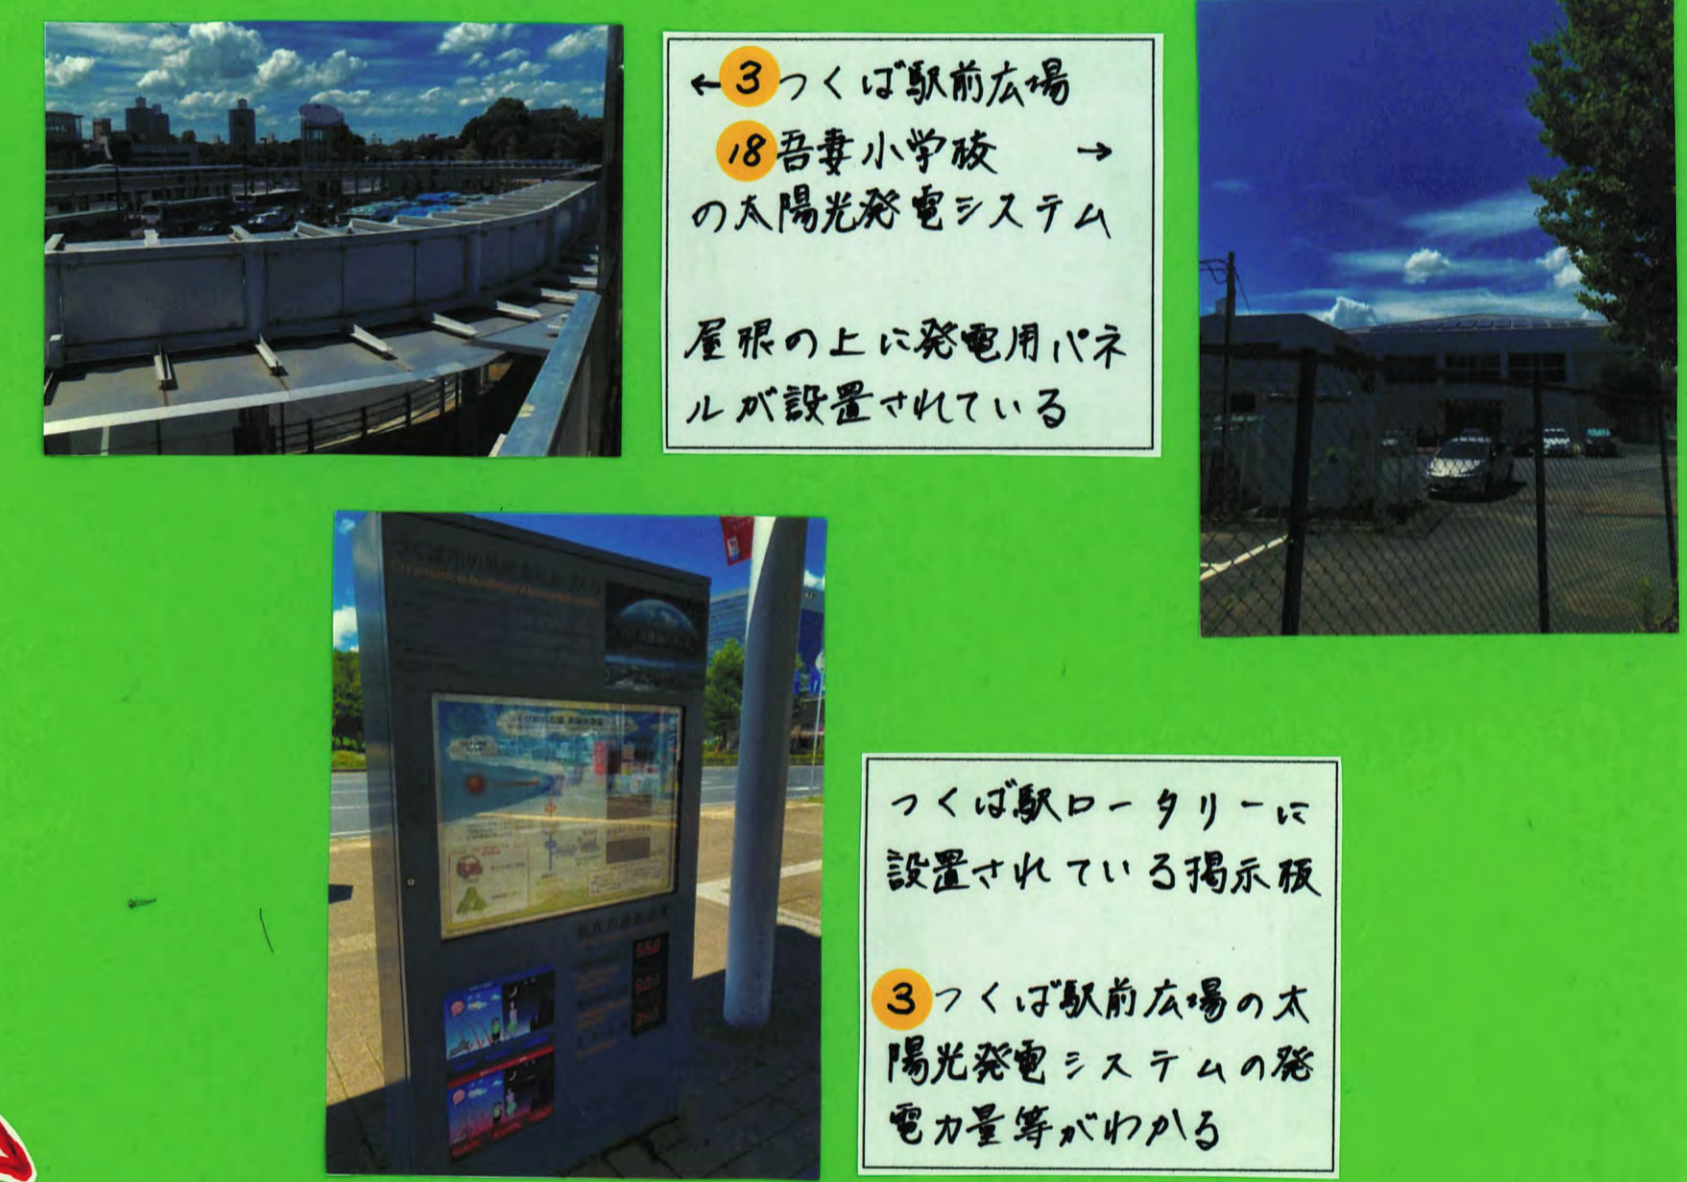 ←3つくば駅前広場
18吾妻小学校 →
の太陽光発電システム
屋根の上に発電用パネ
ルが設置されている
つくば駅ロータリーに
設置されている掲示板
3つくば駅前広場の太
陽光発電システムの発
電力量等がわかる